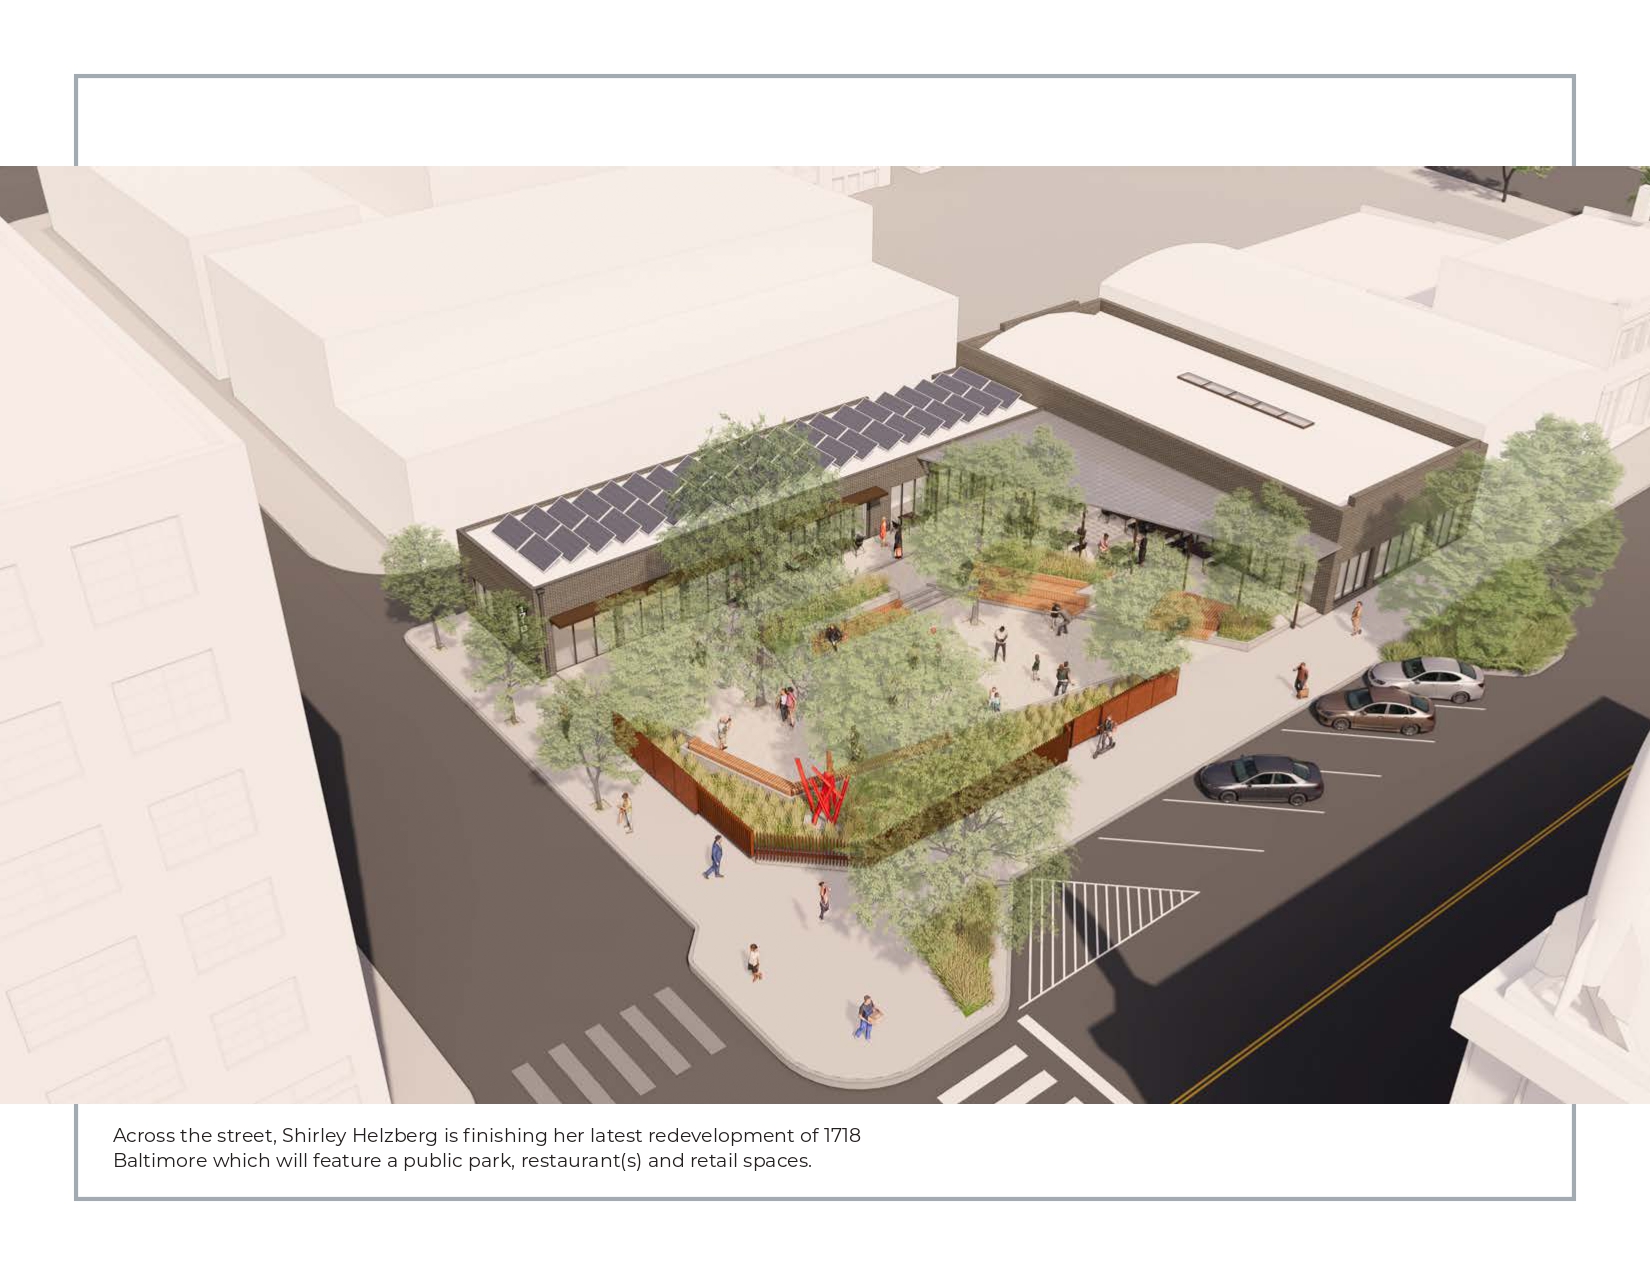 1718
Across the street, Shirley Helzberg is finishing her latest redevelopment of 1718
Baltimore which will feature a public park, restaurant(s) and retail spaces.